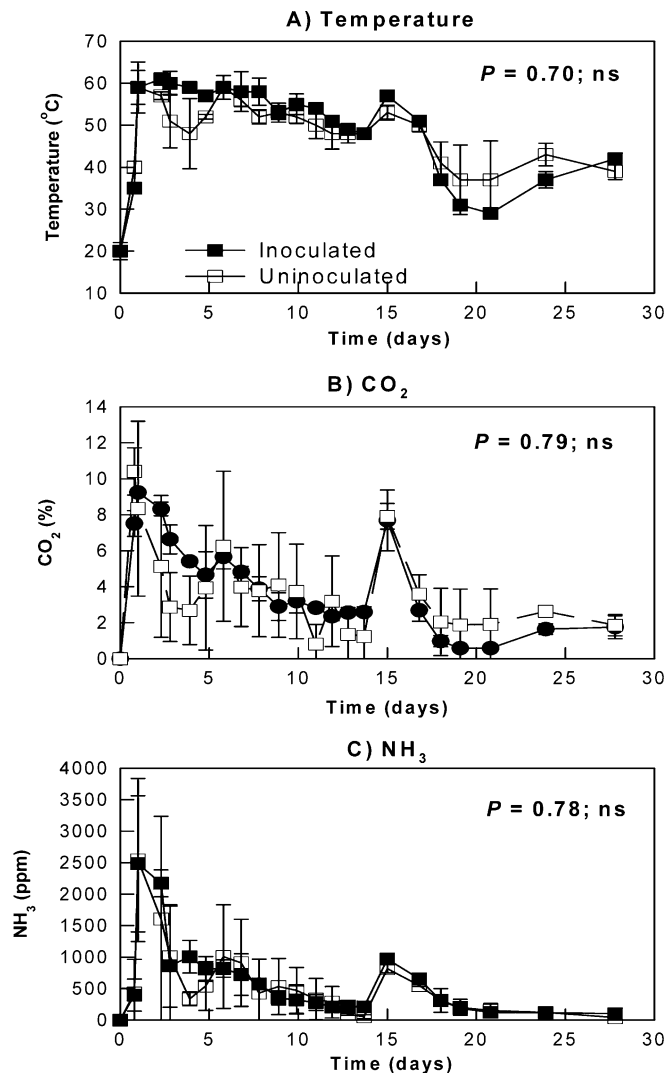 A) Temperature
70
60
50
40
30
20
10
Temperature (°C)
P = 0.70; ns
Inoculated
Uninoculated
0 5 10 15 20 25 30
Time (days)
B) CO2
14
12
10
8
6
4
2
0
CO2 (%)
P = 0.79; ns
0 5 10 15 20 25 30
Time (days)
C) NH3
4000
3500
3000
2500
2000
1500
1000
500
0
NH3 (ppm)
P = 0.78; ns
0 5 10 15 20 25 30
Time (days)